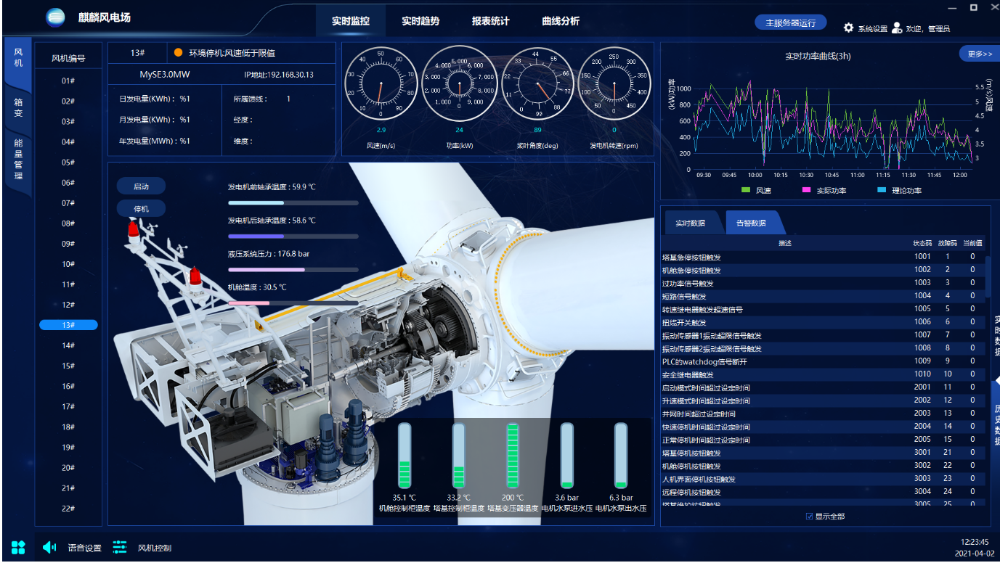 麒麟风电场
实时监控
实时趋势
报表统计
曲线分析
主服务器运行
系统设置
欢迎，管理员
风机
箱变
能量管理
风机编号
01#
02#
03#
04#
05#
06#
07#
08#
09#
10#
11#
12#
13#
14#
15#
16#
17#
18#
19#
20#
21#
22#
13#
环境停机:风速低于限值
MySE3.0MW
IP地址:192.168.30.13
日发电量(KWh)： %1
所属馈线： 1
月发电量(KWh)： %1
经度：
年发电量(MWh)：%1
维度：
0 10 20 30 40 50 60 70 80 90
2.9
风速(m/s)
0 1,000 2,000 3,000 4,000 5,000 6,000 7,000 8,000 9,000
24
功率(kW)
0 11 22 33 44 55 66 77 88 99
89
桨叶角度(deg)
0 50 100 150 200 250 300 350 400 450
0
发电机转速(rpm)
启动
停机
发电机前轴承温度 : 59.9 ℃
发电机后轴承温度 : 58.6 ℃
液压系统压力 : 176.8 bar
机舱温度 : 30.5 ℃
35.1 ℃
机舱控制柜温度
33.2 ℃
塔基控制柜温度
200 ℃
塔基变压器温度
3.6 bar
电机水泵进水压
6.3 bar
电机水泵出水压
实时功率曲线(3h)
更多>>
(kW)功率
1000
800
600
400
200
0
(m/s)风速
5.5
5
4.5
4
3.5
3
09:30 09:45 10:00 10:15 10:30 10:45 11:00 11:15 11:30 11:45 12:00
风速
实际功率
理论功率
实时数据
告警数据
描述 状态码 故障码 当前值
塔基急停按钮触发 1001 1 0
机舱急停按钮触发 1002 2 0
过功率信号触发 1003 3 0
短路信号触发 1004 4 0
转速继电器触发超速信号 1005 5 0
扭缆开关触发 1006 6 0
振动传感器1振动超限信号触发 1007 7 0
振动传感器2振动超限信号触发 1008 8 0
PLC的watchdog信号断开 1009 9 0
安全继电器触发 1010 10 0
启动模式时间超过设定时间 2001 11 0
升速模式时间超过设定时间 2002 12 0
并网时间超过设定时间 2003 13 0
快速停机时间超过设定时间 2004 14 0
正常停机时间超过设定时间 2005 15 0
塔基停机按钮触发 3001 21 0
机舱停机按钮触发 3002 22 0
人机界面停机按钮触发 3003 23 0
远程停机按钮触发 3004 24 0
塔基维护按钮触发 3005 25 0
显示全部
实时数据
历史数据
语音设置
风机控制
12:23:45
2021-04-02